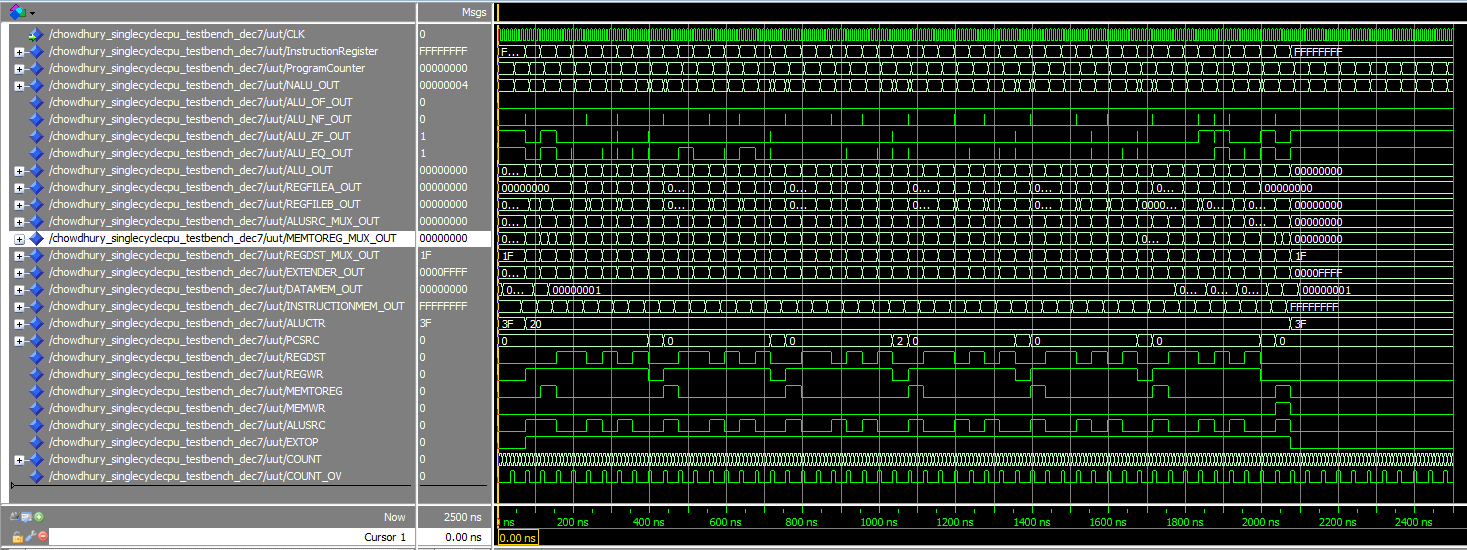 Msgs
/chowdhury_singlecyclecpu_testbench_dec7/uut/CLK 0
/chowdhury_singlecyclecpu_testbench_dec7/uut/InstructionRegister FFFFFFFF F... FFFFFFFF
/chowdhury_singlecyclecpu_testbench_dec7/uut/ProgramCounter 00000000
/chowdhury_singlecyclecpu_testbench_dec7/uut/NALU_OUT 00000004
/chowdhury_singlecyclecpu_testbench_dec7/uut/ALU_OF_OUT 0
/chowdhury_singlecyclecpu_testbench_dec7/uut/ALU_NF_OUT 0
/chowdhury_singlecyclecpu_testbench_dec7/uut/ALU_ZF_OUT 1
/chowdhury_singlecyclecpu_testbench_dec7/uut/ALU_EQ_OUT 1
/chowdhury_singlecyclecpu_testbench_dec7/uut/ALU_OUT 00000000 0... 00000000
/chowdhury_singlecyclecpu_testbench_dec7/uut/REGFILEA_OUT 00000000 00000000 0... 0... 0... 0... 0... 00000000
/chowdhury_singlecyclecpu_testbench_dec7/uut/REGFILEB_OUT 00000000 0... 0... 0... 0... 0... 0000... 0... 0... 0... 00000000
/chowdhury_singlecyclecpu_testbench_dec7/uut/ALUSRC_MUX_OUT 00000000 0... 0... 00000000
/chowdhury_singlecyclecpu_testbench_dec7/uut/MEMTOREG_MUX_OUT 00000000 0... 0... 00000000
/chowdhury_singlecyclecpu_testbench_dec7/uut/REGDST_MUX_OUT 1F 1F 1F
/chowdhury_singlecyclecpu_testbench_dec7/uut/EXTENDER_OUT 0000FFFF 0... 0000FFFF
/chowdhury_singlecyclecpu_testbench_dec7/uut/DATAMEM_OUT 00000000 0... 00000001 0... 0... 0... 00000001
/chowdhury_singlecyclecpu_testbench_dec7/uut/INSTRUCTIONMEM_OUT FFFFFFFF FFFFFFFF
/chowdhury_singlecyclecpu_testbench_dec7/uut/ALUCTR 3F 3F 20 3F
/chowdhury_singlecyclecpu_testbench_dec7/uut/PCSRC 0 0 0 0 2 0 0 0 0
/chowdhury_singlecyclecpu_testbench_dec7/uut/REGDST 0
/chowdhury_singlecyclecpu_testbench_dec7/uut/REGWR 0
/chowdhury_singlecyclecpu_testbench_dec7/uut/MEMTOREG 0
/chowdhury_singlecyclecpu_testbench_dec7/uut/MEMWR 0
/chowdhury_singlecyclecpu_testbench_dec7/uut/ALUSRC 0
/chowdhury_singlecyclecpu_testbench_dec7/uut/EXTOP 0
/chowdhury_singlecyclecpu_testbench_dec7/uut/COUNT 0
/chowdhury_singlecyclecpu_testbench_dec7/uut/COUNT_OV 0
Now 2500 ns ns 200 ns 400 ns 600 ns 800 ns 1000 ns 1200 ns 1400 ns 1600 ns 1800 ns 2000 ns 2200 ns 2400 ns
Cursor 1 0.00 ns 0.00 ns